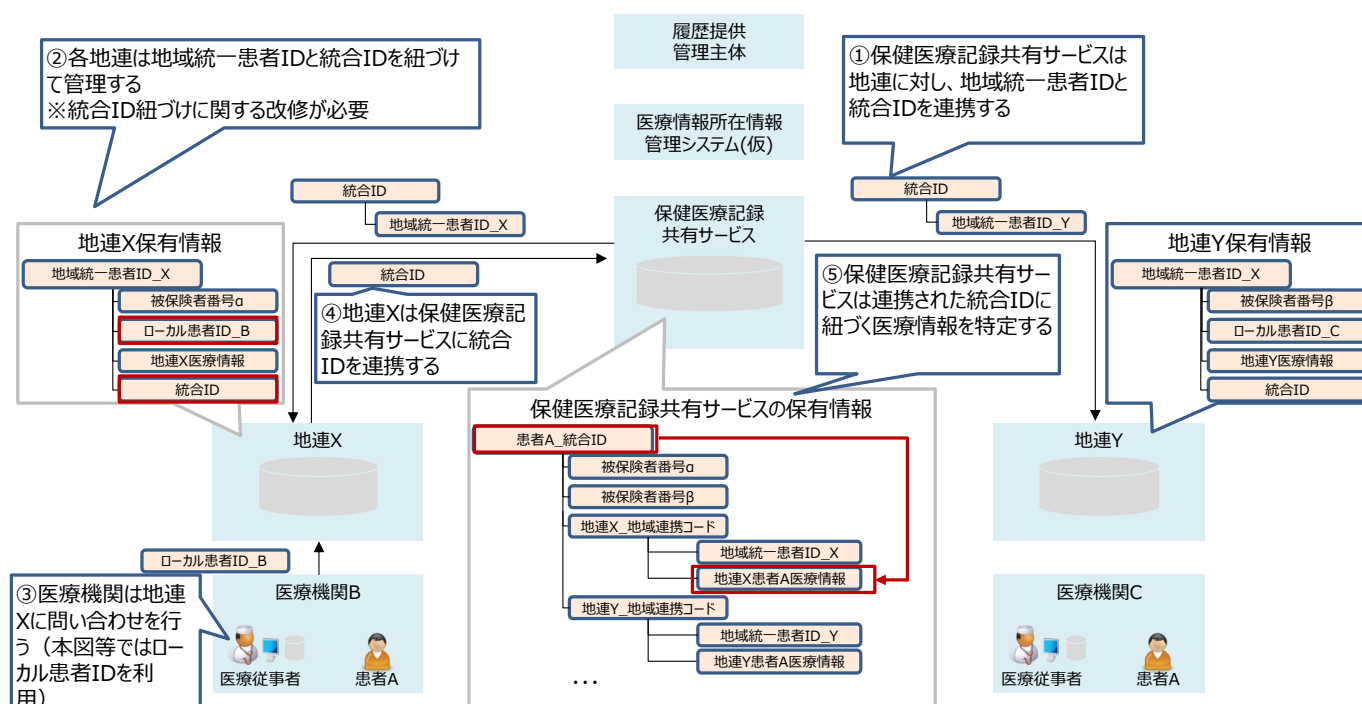 履歴提供
管理主体
②各地連は地域統一患者IDと統合IDを紐づけ
て管理する
※統合ID紐づけに関する改修が必要
①保健医療記録共有サービスは
地連に対し、地域統一患者IDと
統合IDを連携する
医療情報所在情報
管理システム(仮)
統合ID
地域統一患者ID_X
保健医療記録
共有サービス
統合ID
地域統一患者ID_Y
地連X保有情報
地域統一患者ID_X
被保険者番号α
ローカル患者ID_B
地連X医療情報
統合ID
統合ID
④地連Xは保健医療記
録共有サービスに統合
IDを連携する
⑤保健医療記録共有サー
ビスは連携された統合IDに
紐づく医療情報を特定する
地連Y保有情報
地域統一患者ID_X
被保険者番号β
ローカル患者ID_C
地連Y医療情報
統合ID
地連X
保健医療記録共有サービスの保有情報
患者A_統合ID
被保険者番号α
被保険者番号β
地連X_地域連携コード
地域統一患者ID_X
地連X患者A医療情報
地連Y_地域連携コード
地域統一患者ID_Y
地連Y患者A医療情報
…
地連Y
ローカル患者ID_B
③医療機関は地連
Xに問い合わせを行
う（本図等ではロー
カル患者IDを利
用）
医療機関B
医療従事者
患者A
医療機関C
医療従事者
患者A